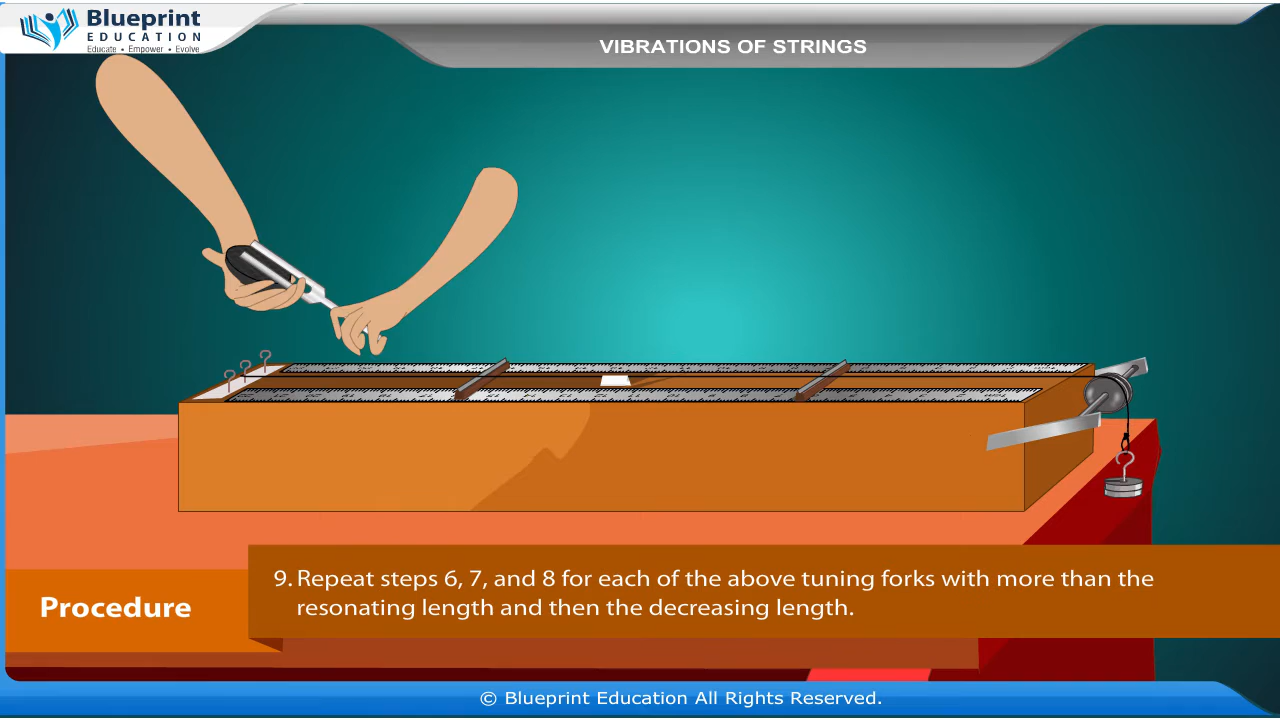 Blueprint
EDUCATION
Educate • Empower • Evolve
VIBRATIONS OF STRINGS
Procedure
9. Repeat steps 6, 7, and 8 for each of the above tuning forks with more than the
resonating length and then the decreasing length.
© Blueprint Education All Rights Reserved.